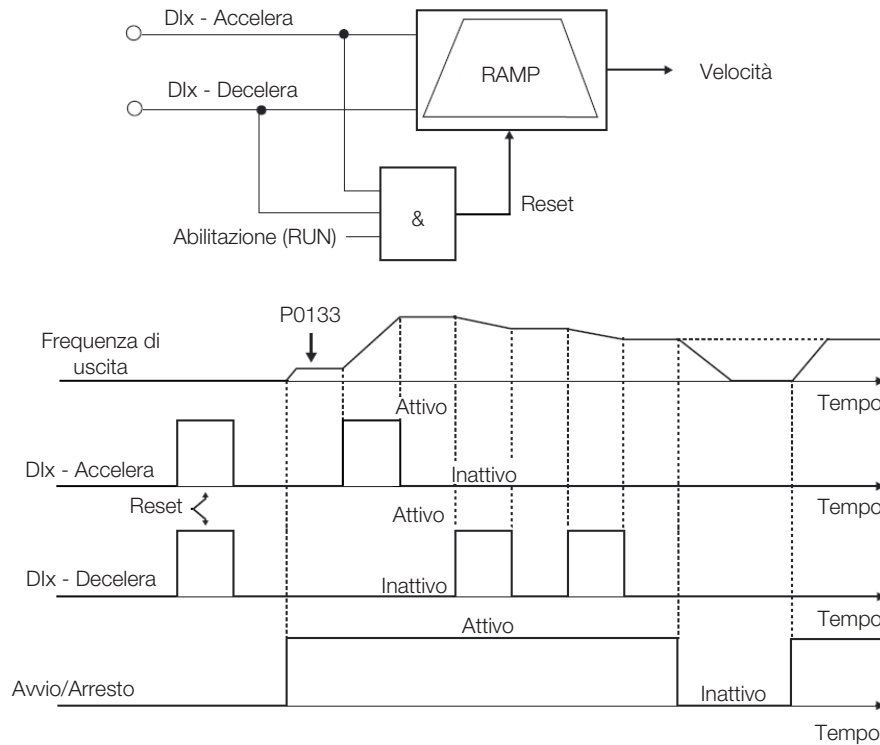 DIx - Accelera
RAMP
Velocità
DIx - Decelera
&
Reset
Abilitazione (RUN)
P0133
Frequenza di
uscita
Tempo
Attivo
DIx - Accelera
Inattivo
Tempo
Reset
Attivo
DIx - Decelera
Inattivo
Tempo
Attivo
Avvio/Arresto
Inattivo
Tempo